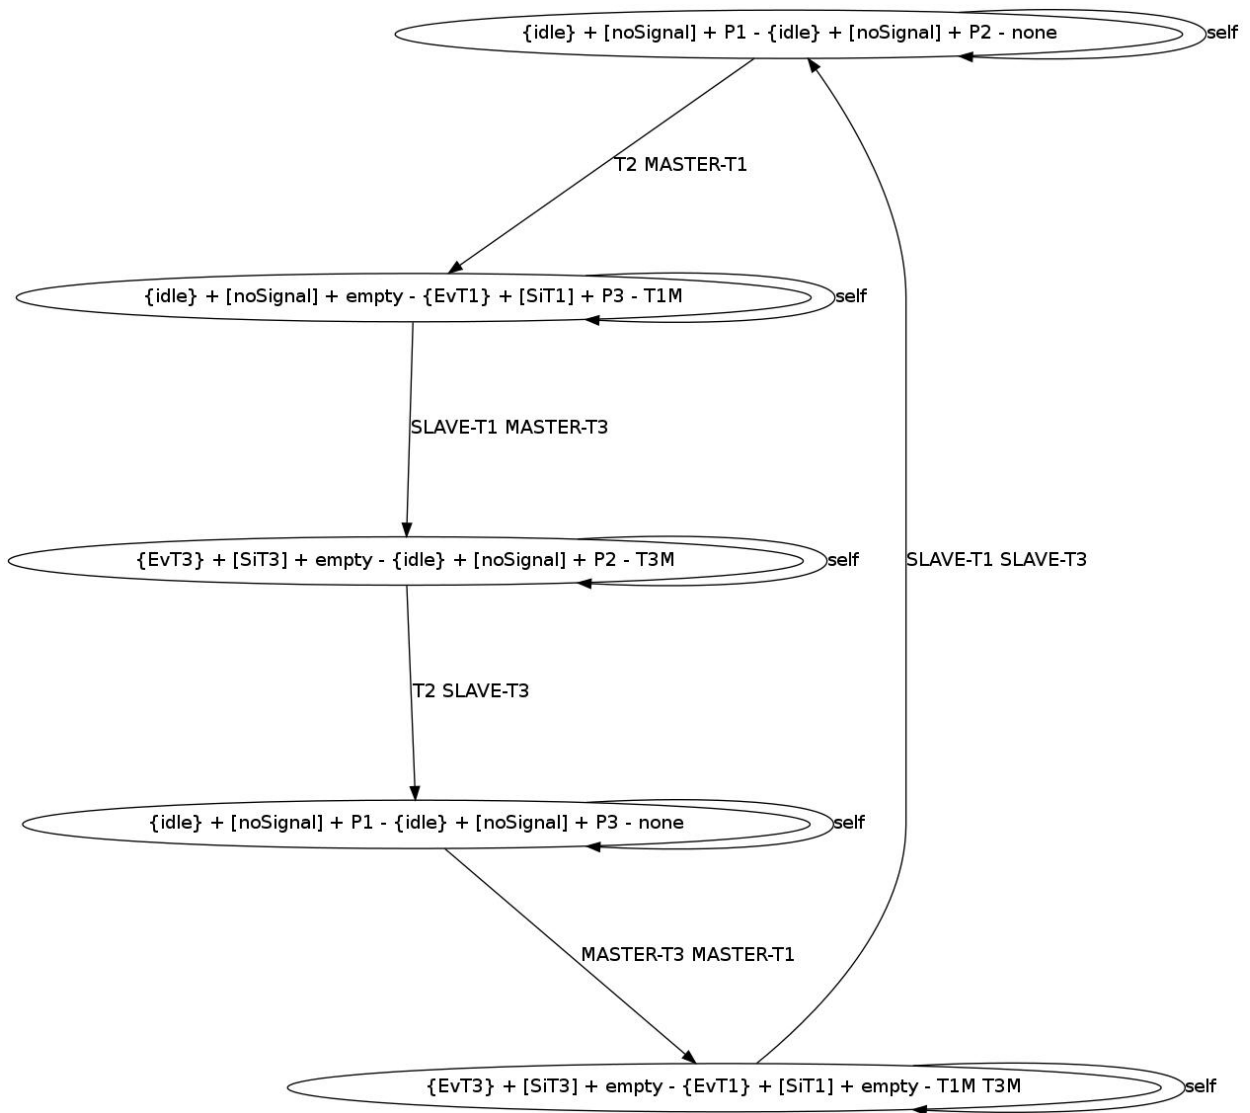 {idle} + [noSignal] + P1 - {idle} + [noSignal] + P2 - none
self
T2 MASTER-T1
{idle} + [noSignal] + empty - {EvT1} + [SiT1] + P3 - T1M
self
SLAVE-T1 MASTER-T3
{EvT3} + [SiT3] + empty - {idle} + [noSignal] + P2 - T3M
self
SLAVE-T1 SLAVE-T3
T2 SLAVE-T3
{idle} + [noSignal] + P1 - {idle} + [noSignal] + P3 - none
self
MASTER-T3 MASTER-T1
{EvT3} + [SiT3] + empty - {EvT1} + [SiT1] + empty - T1M T3M
self